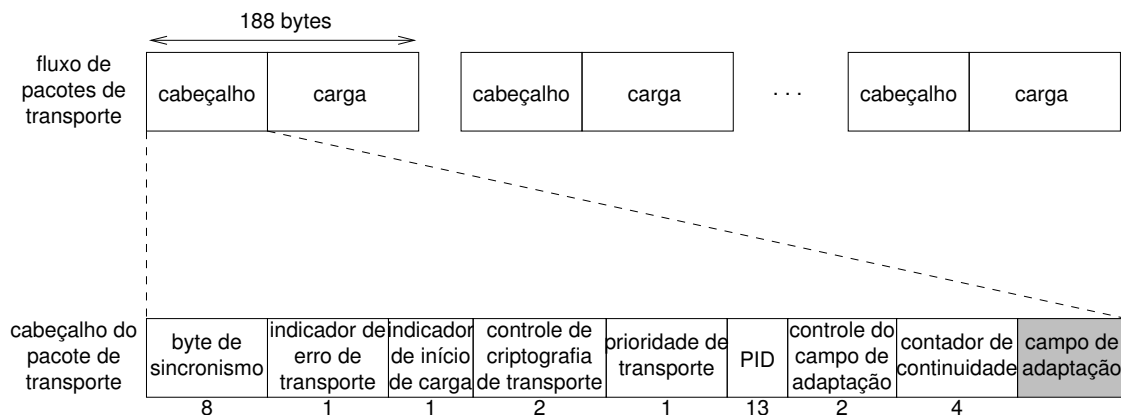 188 bytes
fluxo de
pacotes de
transporte
cabeçalho
carga
cabeçalho
carga
. . .
cabeçalho
carga
cabeçalho do
pacote de
transporte
byte de
sincronismo
indicador de
erro de
transporte
indicador
de início
de carga
controle de
criptografia
de transporte
prioridade de
transporte
PID
controle do
campo de
adaptação
contador de
continuidade
campo de
adaptação
8
1
1
2
1
13
2
4